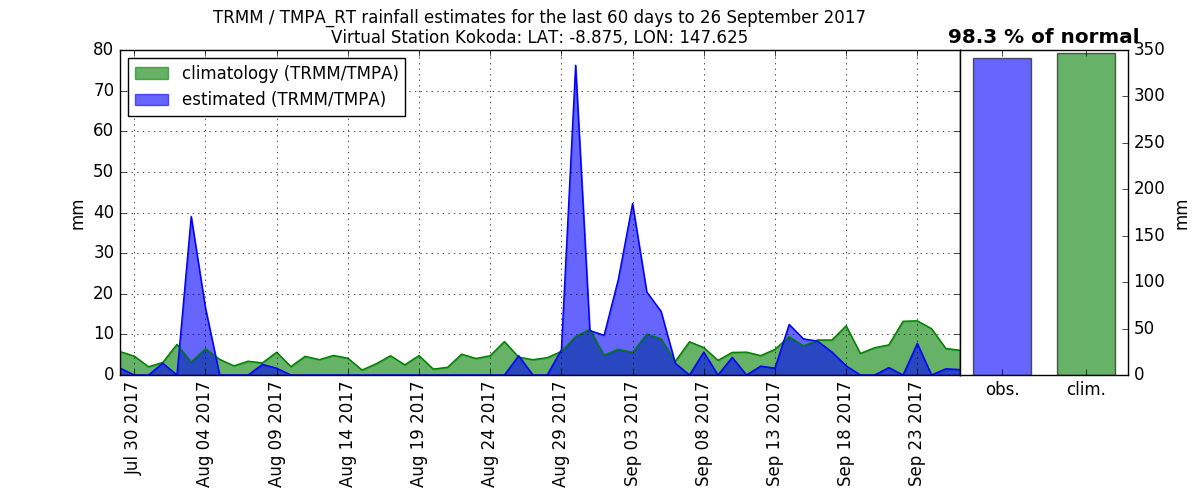 TRMM / TMPA_RT rainfall estimates for the last 60 days to 26 September 2017
Virtual Station Kokoda: LAT: -8.875, LON: 147.625
98.3 % of normal
climatology (TRMM/TMPA)
estimated (TRMM/TMPA)
80
70
60
50
40
30
20
10
0
mm
Jul 30 2017
Aug 04 2017
Aug 09 2017
Aug 14 2017
Aug 19 2017
Aug 24 2017
Aug 29 2017
Sep 03 2017
Sep 08 2017
Sep 13 2017
Sep 18 2017
Sep 23 2017
obs.
clim.
350
300
250
200
150
100
50
0
mm